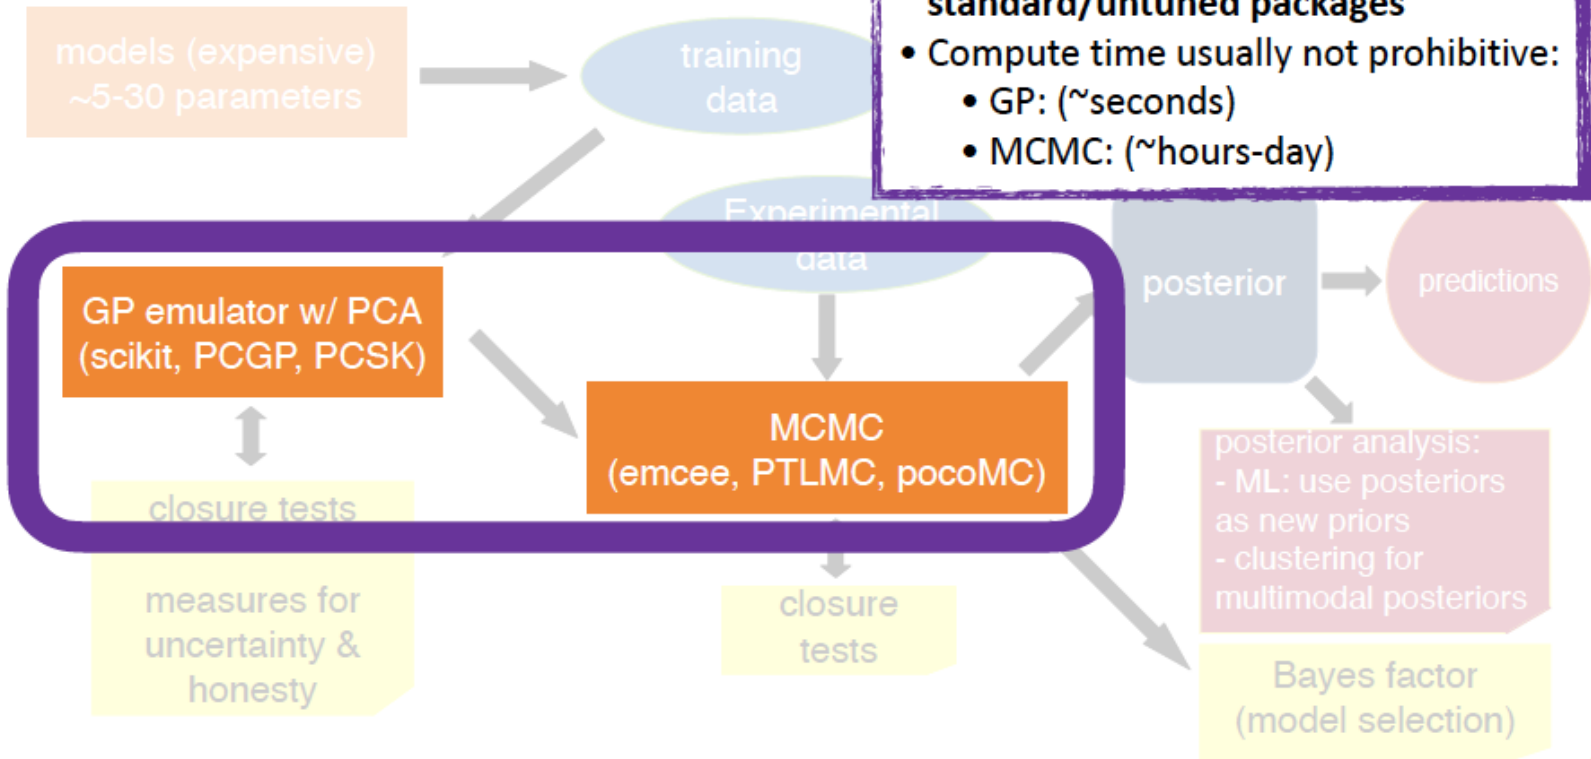 standard/untuned packages
• Compute time usually not prohibitive:
• GP: (~seconds)
• MCMC: (~hours-day)
models (expensive)
~5-30 parameters
training
data
Experimental
data
posterior
predictions
GP emulator w/ PCA
(scikit, PCGP, PCSK)
MCMC
(emcee, PTLMC, pocoMC)
closure tests
measures for
uncertainty &
honesty
closure
tests
posterior analysis:
- ML: use posteriors
as new priors
- clustering for
multimodal posteriors
Bayes factor
(model selection)